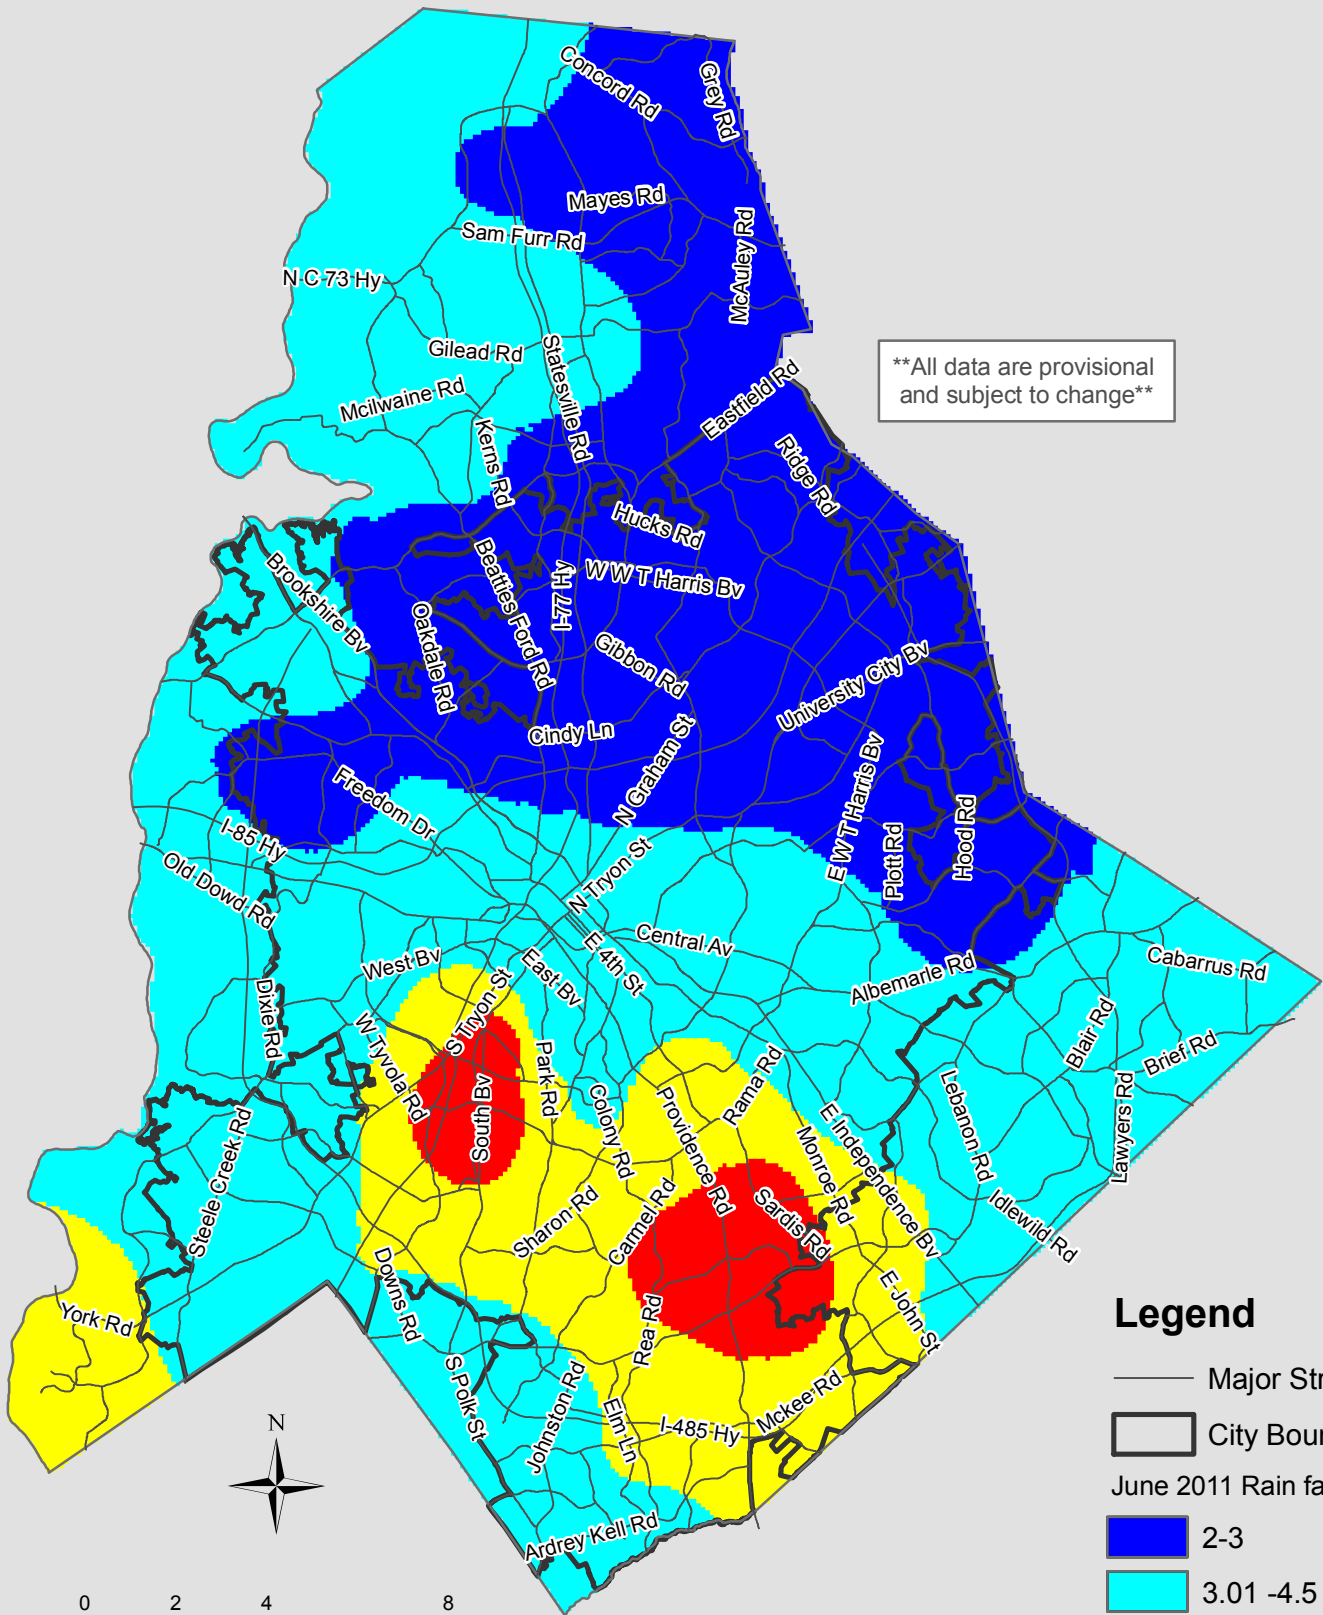 Concord Rd
Grey Rd
Mayes Rd
Sam Furr Rd
N C 73 Hy
McAuley Rd
Gilead Rd
Statesville Rd
**All data are provisional
and subject to change**
Mcilwaine Rd
Eastfield Rd
Kerns Rd
Ridge Rd
Hucks Rd
Brookshire Bv
Beatties Ford Rd
I-77 Hy
W W T Harris Bv
Oakdale Rd
Gibbon Rd
University City Bv
Cindy Ln
N Graham St
E W T Harris Bv
Freedom Dr
I-85 Hy
Plott Rd
Hood Rd
Old Dowd Rd
N Tryon St
Central Av
E 4th St
West Bv
East Bv
Albemarle Rd
Cabarrus Rd
Dixie Rd
S Tryon St
W Tyvola Rd
Park Rd
Blair Rd
Brief Rd
Rama Rd
South Bv
Colony Rd
Providence Rd
Lebanon Rd
Lawyers Rd
E Independence Bv
Monroe Rd
Steele Creek Rd
Sharon Rd
Carmel Rd
Sardis Rd
Idlewild Rd
Downs Rd
E John St
York Rd
Rea Rd
S Polk St
Johnston Rd
Elm Ln
I-485 Hy
Mckee Rd
Ardrey Kell Rd
N
0 2 4 8
Legend
Major Str
City Bour
June 2011 Rain fa
2-3
3.01 -4.5